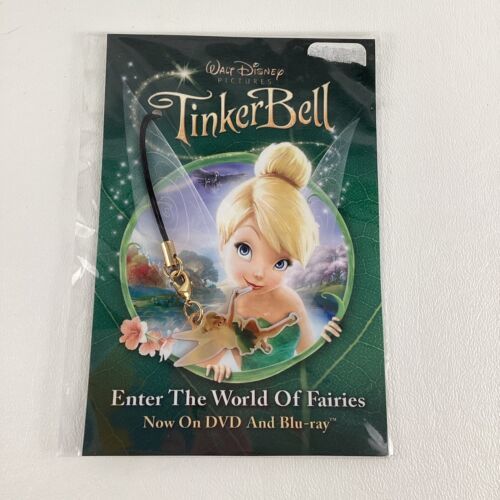 WALT DISNEY
PICTURES
TinkerBell
Enter The World Of Fairies
Now On DVD And Blu-ray™